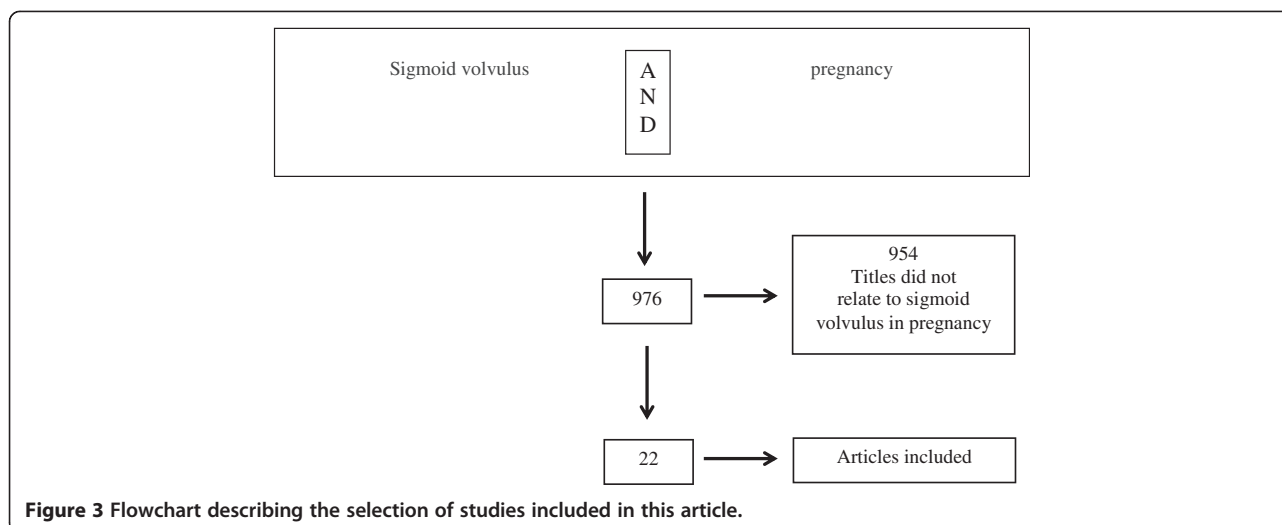 Sigmoid volvulus
A
N
D
pregnancy
976
954
Titles did not
relate to sigmoid
volvulus in pregnancy
22
Articles included
Figure 3 Flowchart describing the selection of studies included in this article.